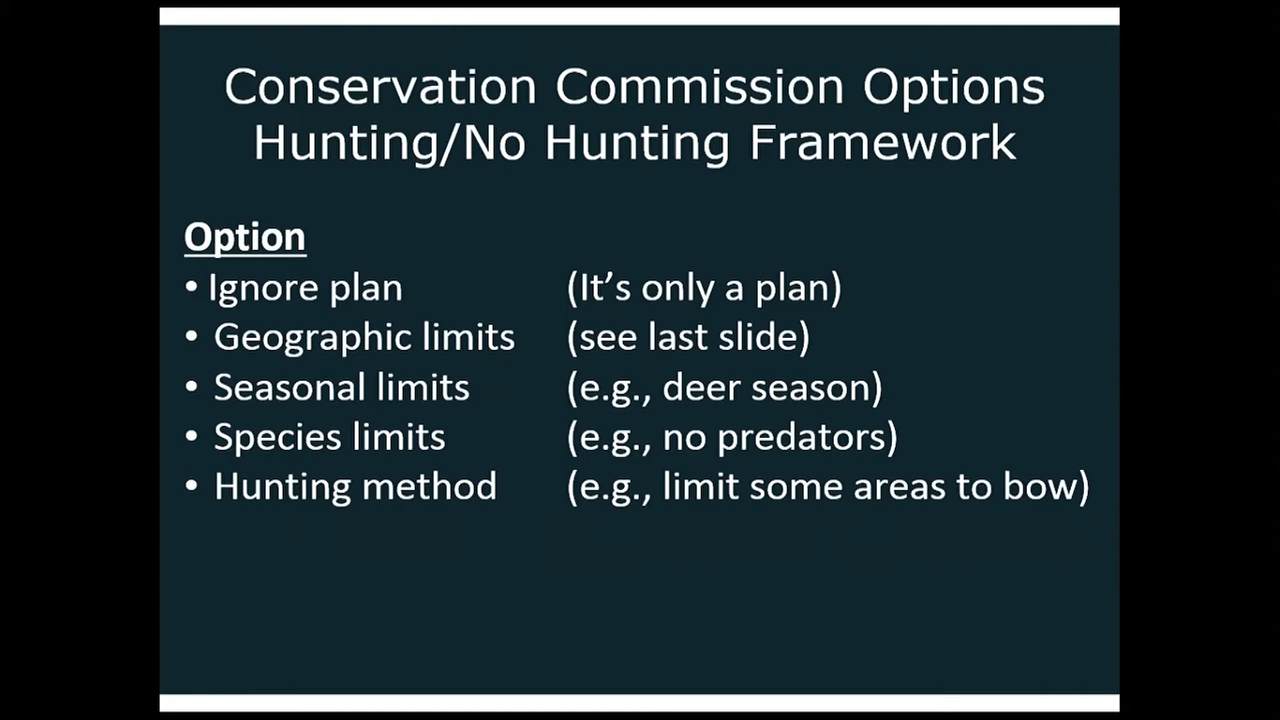 Conservation Commission Options
Hunting/No Hunting Framework
Option
• Ignore plan (It's only a plan)
• Geographic limits (see last slide)
• Seasonal limits (e.g., deer season)
• Species limits (e.g., no predators)
• Hunting method (e.g., limit some areas to bow)